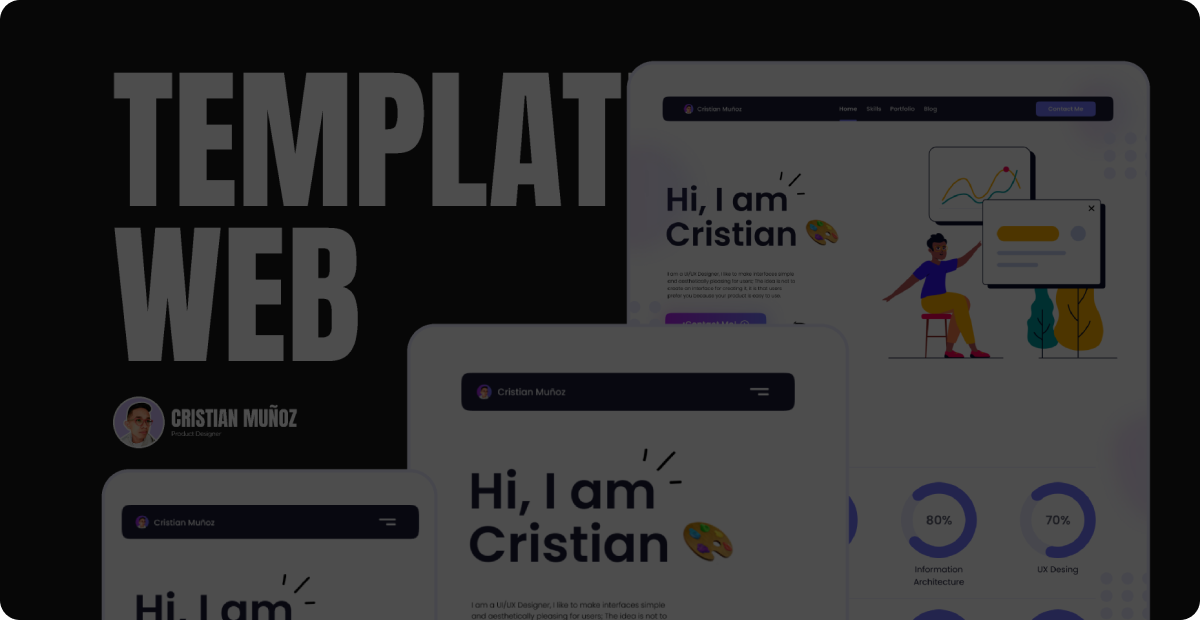 TEMPLAT
WEB
CRISTIAN MUÑOZ
Product Designer
Cristian Muñoz
Home Skills Portfolio Blog
Contact Me
Hi, I am
Cristian
I am a UI/UX Designer, I like to make interfaces simple
and aesthetically pleasing for users. The idea is not to
create an interface for creating it, it is that users
prefer you because your product is easy to use.
Contact Me!
80%
Information
Architecture
70%
UX Desing
Cristian Muñoz
Hi, I am
Cristian
I am a UI/UX Designer, I like to make interfaces simple
and aesthetically pleasing for users. The idea is not to
Cristian Muñoz
Hi, I am